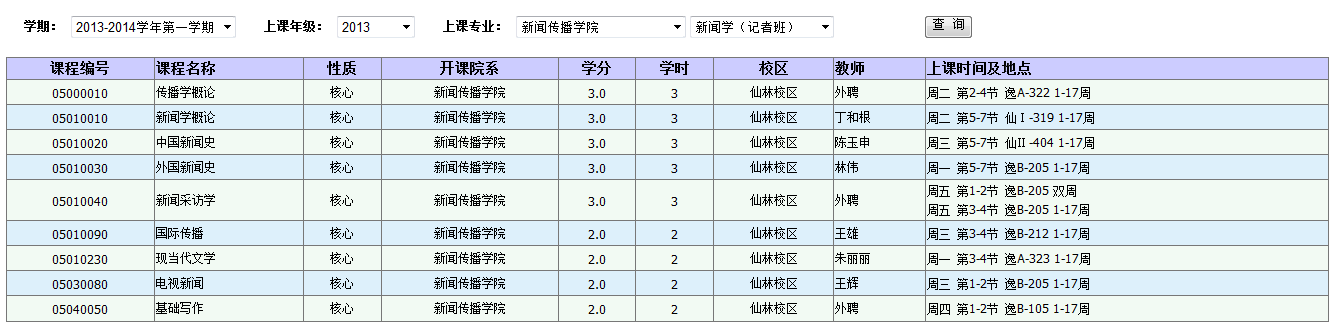 学期： 2013-2014学年第一学期 上课年级： 2013 上课专业： 新闻传播学院 新闻学（记者班） 查 询
课程编号 课程名称 性质 开课院系 学分 学时 校区 教师 上课时间及地点
05000010 传播学概论 核心 新闻传播学院 3.0 3 仙林校区 外聘 周二 第2-4节 逸A-322 1-17周
05010010 新闻学概论 核心 新闻传播学院 3.0 3 仙林校区 丁和根 周二 第5-7节 仙Ⅰ-319 1-17周
05010020 中国新闻史 核心 新闻传播学院 3.0 3 仙林校区 陈玉申 周三 第5-7节 仙II -404 1-17周
05010030 外国新闻史 核心 新闻传播学院 3.0 3 仙林校区 林伟 周一 第5-7节 逸B-205 1-17周
05010040 新闻采访学 核心 新闻传播学院 3.0 3 仙林校区 外聘 周五 第1-2节 逸B-205 双周
周五 第3-4节 逸B-205 1-17周
05010090 国际传播 核心 新闻传播学院 2.0 2 仙林校区 王雄 周三 第3-4节 逸B-212 1-17周
05010230 现当代文学 核心 新闻传播学院 2.0 2 仙林校区 朱丽丽 周一 第3-4节 逸A-323 1-17周
05030080 电视新闻 核心 新闻传播学院 2.0 2 仙林校区 王辉 周三 第1-2节 逸B-205 1-17周
05040050 基础写作 核心 新闻传播学院 2.0 2 仙林校区 外聘 周四 第1-2节 逸B-105 1-17周